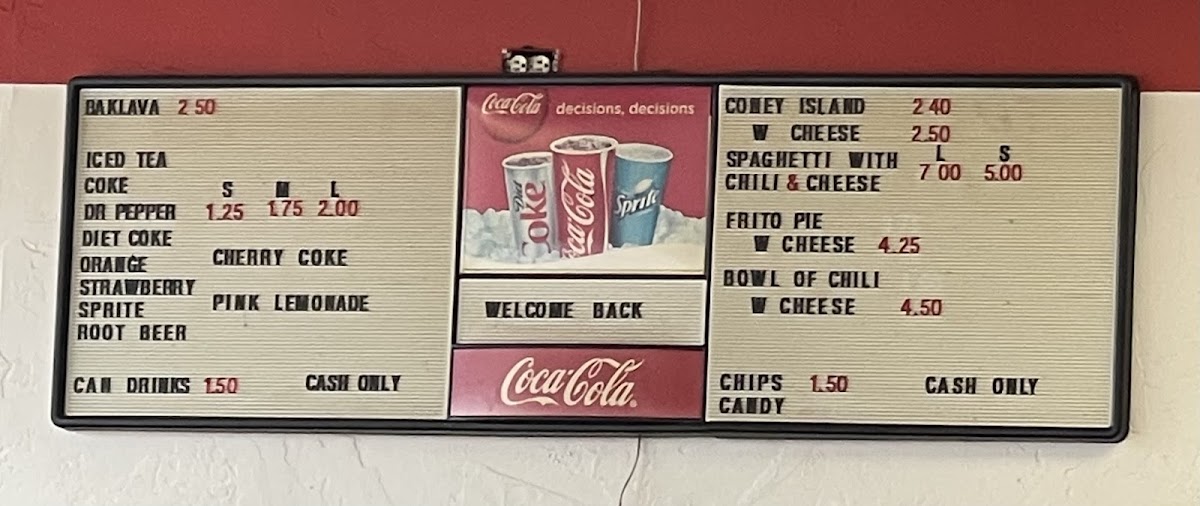 BAKLAVA 2 50
ICED TEA
COKE S M L
DR PEPPER 1.25 1.75 2.00
DIET COKE
CHERRY COKE
ORANGE
STRAWBERRY
PINK LEMONADE
SPRITE
ROOT BEER
CAN DRINKS 1.50 CASH ONLY
Coca-Cola decisions, decisions
Diet Coke
Coca-Cola
Sprite
WELCOME BACK
Coca-Cola
CONEY ISLAND 2 40
W CHEESE 2.50
SPAGHETTI WITH L S
CHILI & CHEESE 7 00 5.00
FRITO PIE
W CHEESE 4.25
BOWL OF CHILI
W CHEESE 4.50
CHIPS 1.50 CASH ONLY
CANDY